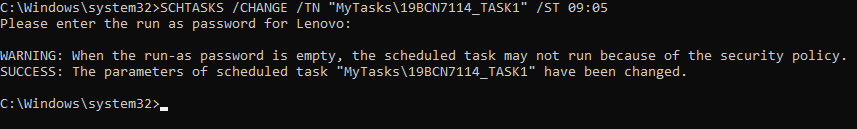 C:\Windows\system32>SCHTASKS /CHANGE /TN "MyTasks\19BCN7114_TASK1" /ST 09:05
Please enter the run as password for Lenovo:
WARNING: When the run-as password is empty, the scheduled task may not run because of the security policy.
SUCCESS: The parameters of scheduled task "MyTasks\19BCN7114_TASK1" have been changed.
C:\Windows\system32>